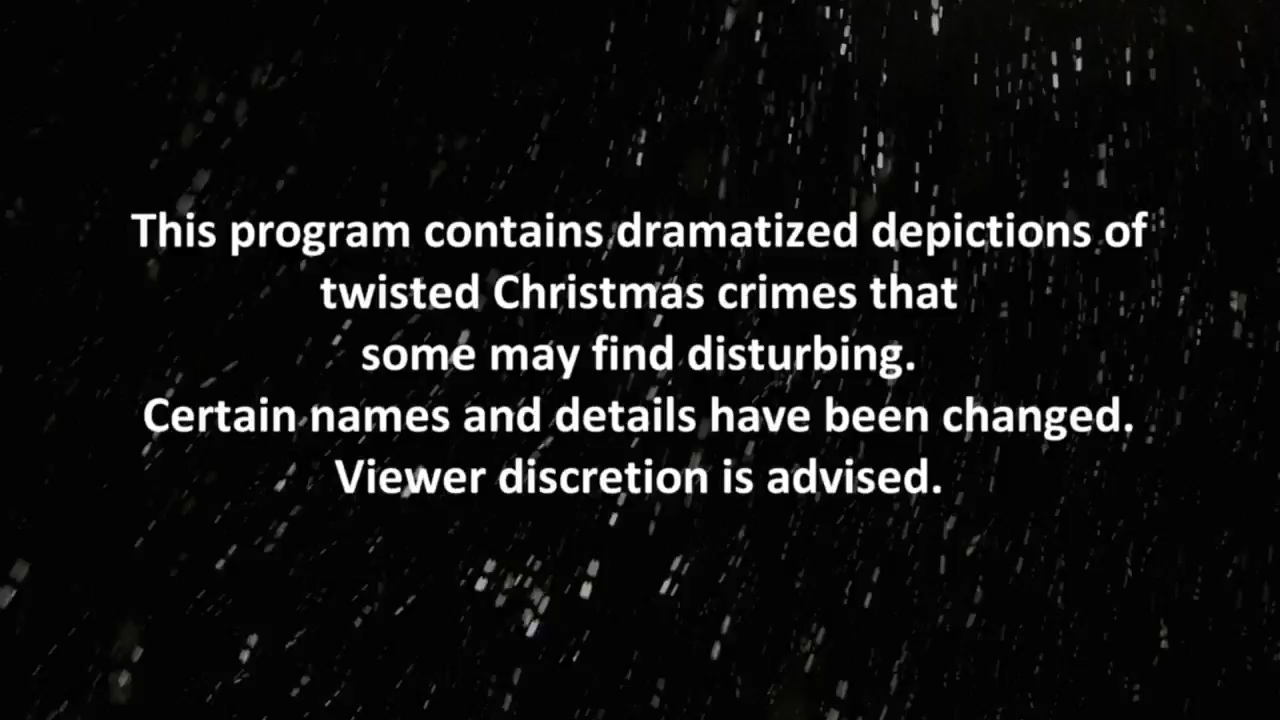 This program contains dramatized depictions of
twisted Christmas crimes that
some may find disturbing.
Certain names and details have been changed.
Viewer discretion is advised.